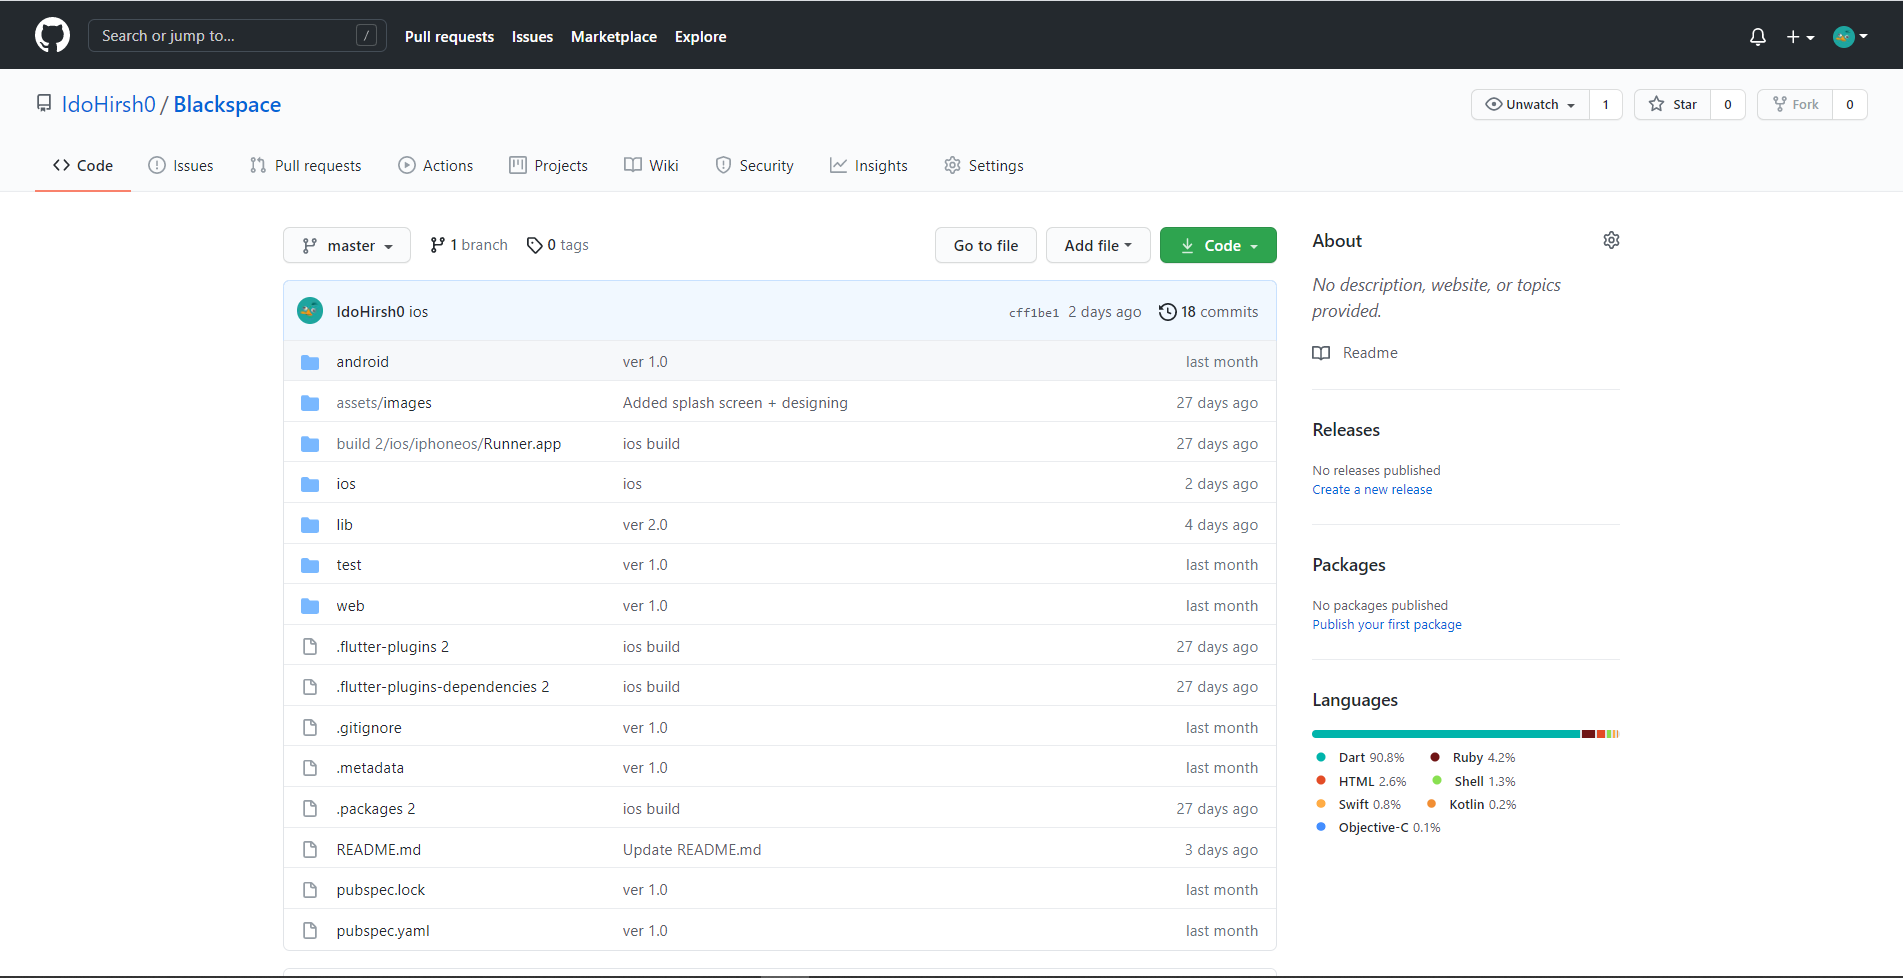 Search or jump to... /
Pull requests Issues Marketplace Explore
IdoHirsh0 / Blackspace
Unwatch 1 Star 0 Fork 0
Code Issues Pull requests Actions Projects Wiki Security Insights Settings
master 1 branch 0 tags Go to file Add file Code
IdoHirsh0 ios cff1be1 2 days ago 18 commits
android ver 1.0 last month
assets/images Added splash screen + designing 27 days ago
build 2/ios/iphoneos/Runner.app ios build 27 days ago
ios ios 2 days ago
lib ver 2.0 4 days ago
test ver 1.0 last month
web ver 1.0 last month
.flutter-plugins 2 ios build 27 days ago
.flutter-plugins-dependencies 2 ios build 27 days ago
.gitignore ver 1.0 last month
.metadata ver 1.0 last month
.packages 2 ios build 27 days ago
README.md Update README.md 3 days ago
pubspec.lock ver 1.0 last month
pubspec.yaml ver 1.0 last month
About
No description, website, or topics
provided.
Readme
Releases
No releases published
Create a new release
Packages
No packages published
Publish your first package
Languages
Dart 90.8% Ruby 4.2%
HTML 2.6% Shell 1.3%
Swift 0.8% Kotlin 0.2%
Objective-C 0.1%